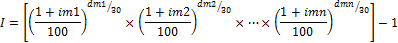 I = [((1 + im1)/100)^(dm1/30) × ((1 + im2)/100)^(dm2/30) × ⋯ × ((1 + imn)/100)^(dmn/30)] − 1